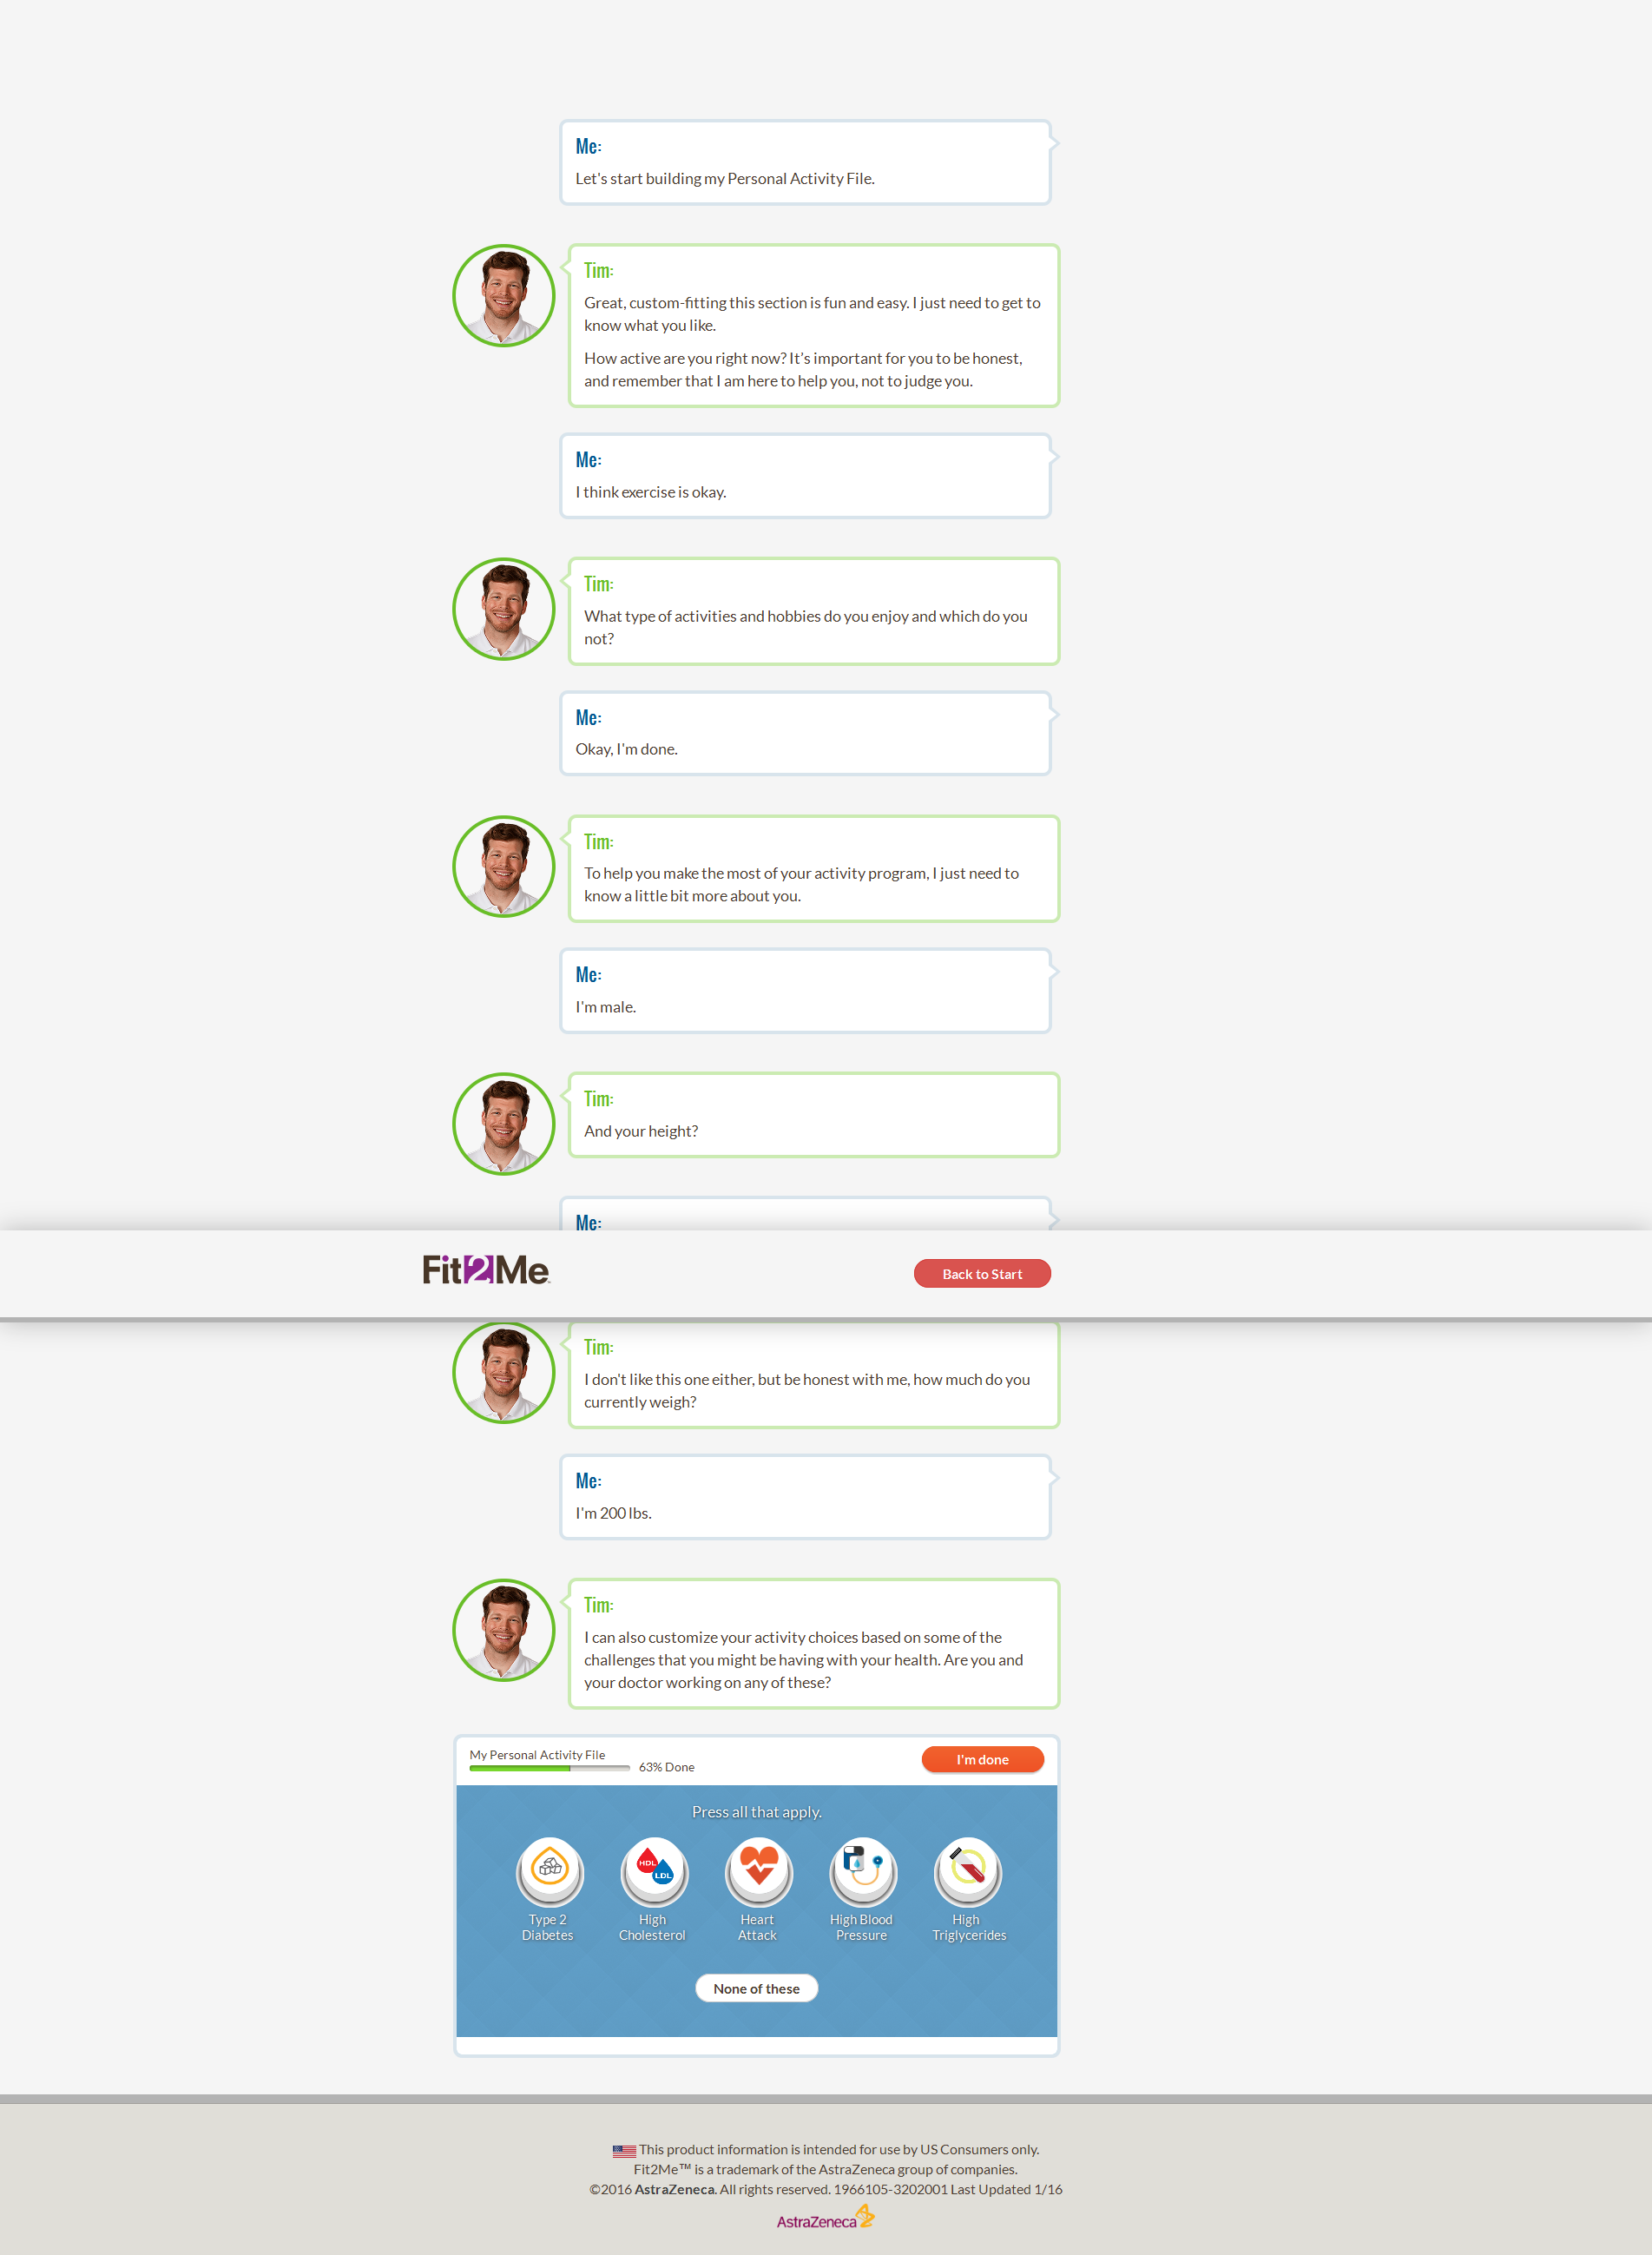 Me:
Let's start building my Personal Activity File.
Tim:
Great, custom-fitting this section is fun and easy. I just need to get to
know what you like.
How active are you right now? It’s important for you to be honest,
and remember that I am here to help you, not to judge you.
Me:
I think exercise is okay.
Tim:
What type of activities and hobbies do you enjoy and which do you
not?
Me:
Okay, I'm done.
Tim:
To help you make the most of your activity program, I just need to
know a little bit more about you.
Me:
I'm male.
Tim:
And your height?
Me:
Fit2Me
Back to Start
Tim:
I don't like this one either, but be honest with me, how much do you
currently weigh?
Me:
I'm 200 lbs.
Tim:
I can also customize your activity choices based on some of the
challenges that you might be having with your health. Are you and
your doctor working on any of these?
My Personal Activity File
63% Done
I'm done
Press all that apply.
HDL
LDL
Type 2
Diabetes
High
Cholesterol
Heart
Attack
High Blood
Pressure
High
Triglycerides
None of these
This product information is intended for use by US Consumers only.
Fit2Me™ is a trademark of the AstraZeneca group of companies.
©2016 AstraZeneca. All rights reserved. 1966105-3202001 Last Updated 1/16
AstraZeneca